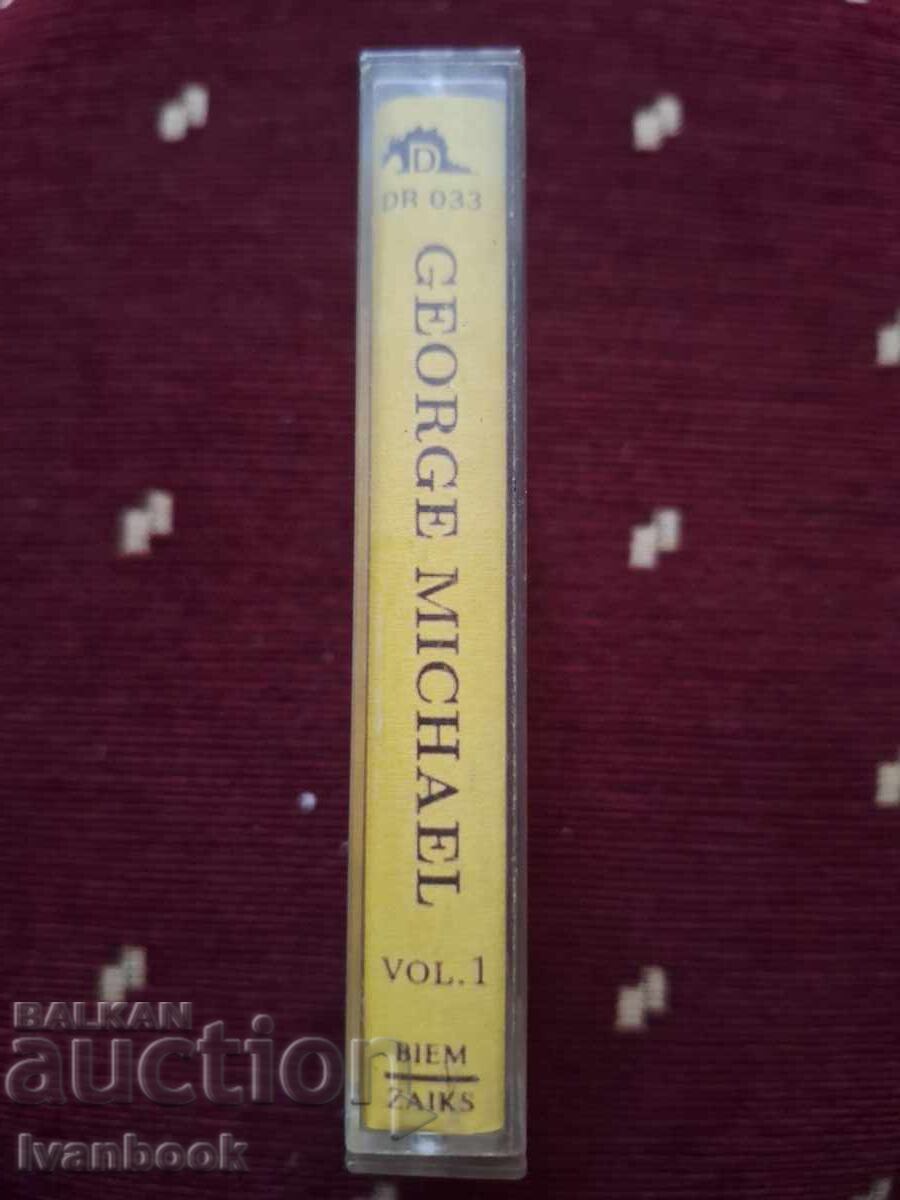 D
DR 033
GEORGE MICHAEL
VOL.1
BIEM
ZAIKS
BALKAN
auction
Ivanbook